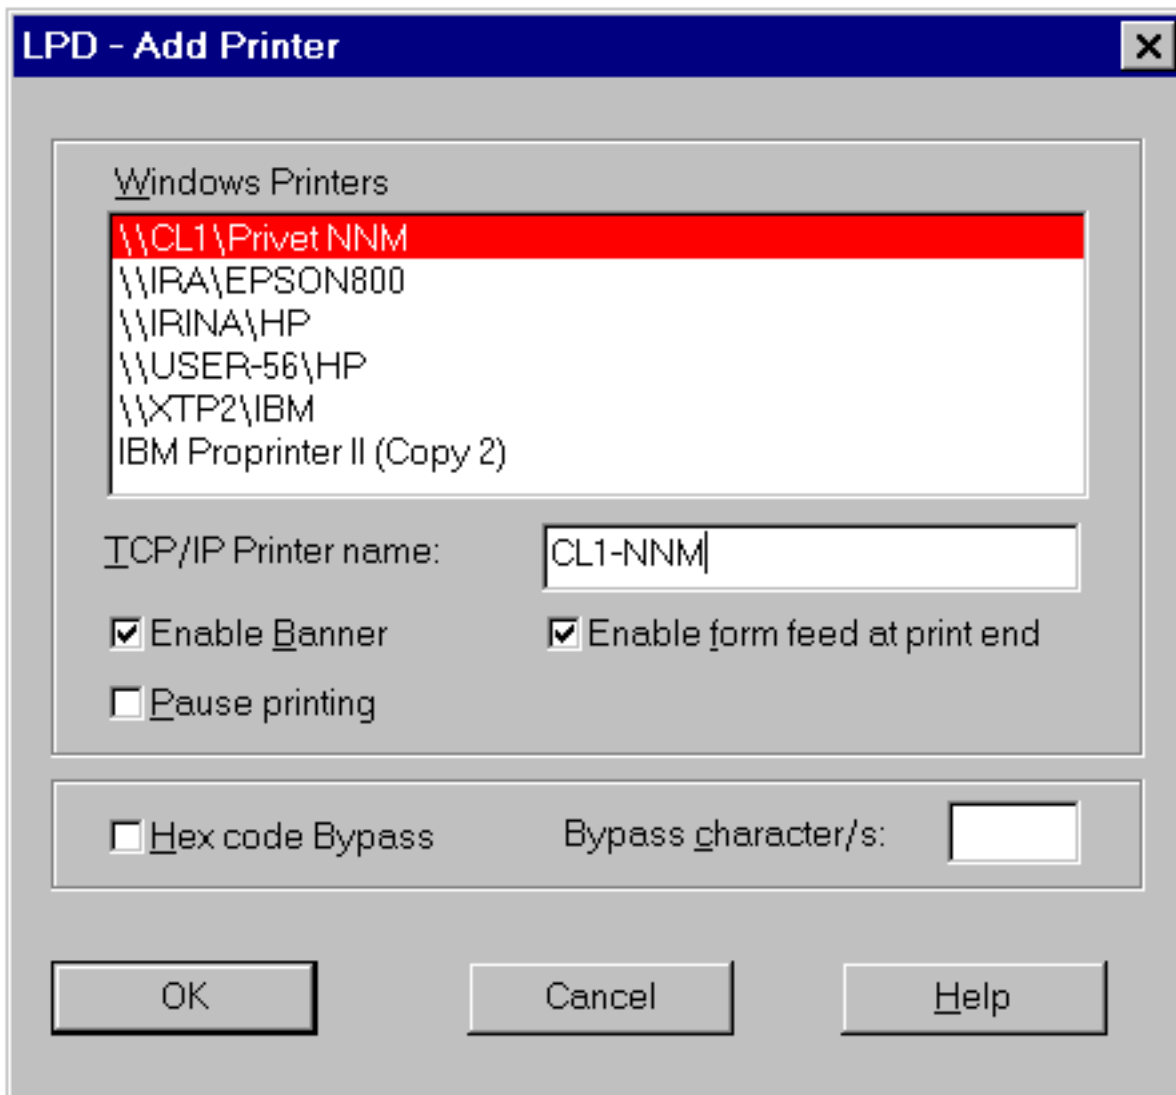 LPD - Add Printer
Windows Printers
\\CL1\Privet NNM
\\IRA\EPSON800
\\IRINA\HP
\\USER-56\HP
\\XTP2\IBM
IBM Proprinter II (Copy 2)
TCP/IP Printer name: CL1-NNM
Enable Banner Enable form feed at print end
Pause printing
Hex code Bypass Bypass character/s:
OK Cancel Help